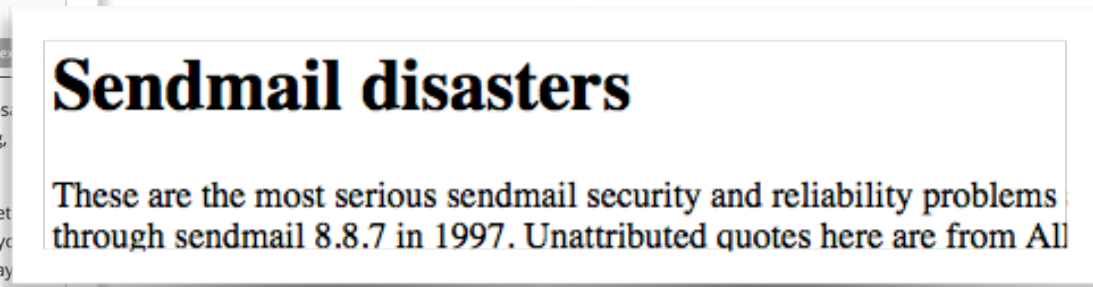 Sendmail disasters
These are the most serious sendmail security and reliability problems
through sendmail 8.8.7 in 1997. Unattributed quotes here are from All